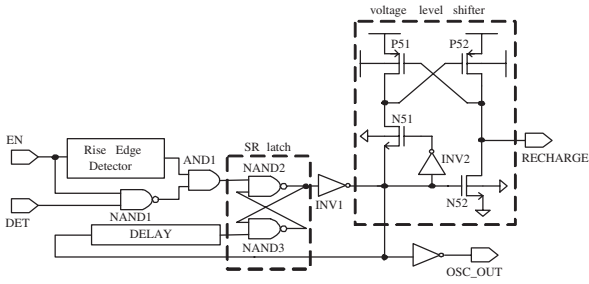 voltage level shifter
P51
P52
N51
INV2
RECHARGE
N52
EN
Rise Edge
Detector
AND1
SR latch
NAND2
INV1
DET
NAND1
DELAY
NAND3
OSC_OUT